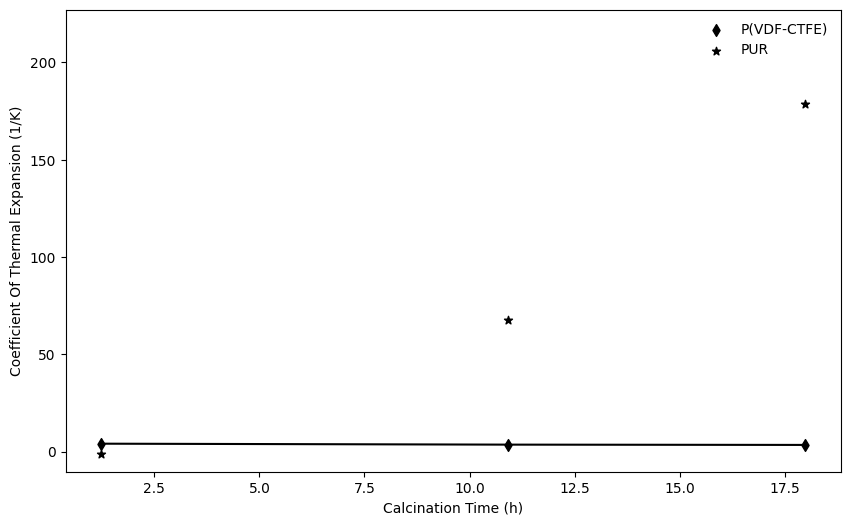 P(VDF-CTFE)
PUR
200
150
100
50
0
2.5 5.0 7.5 10.0 12.5 15.0 17.5
Calcination Time (h)
Coefficient Of Thermal Expansion (1/K)